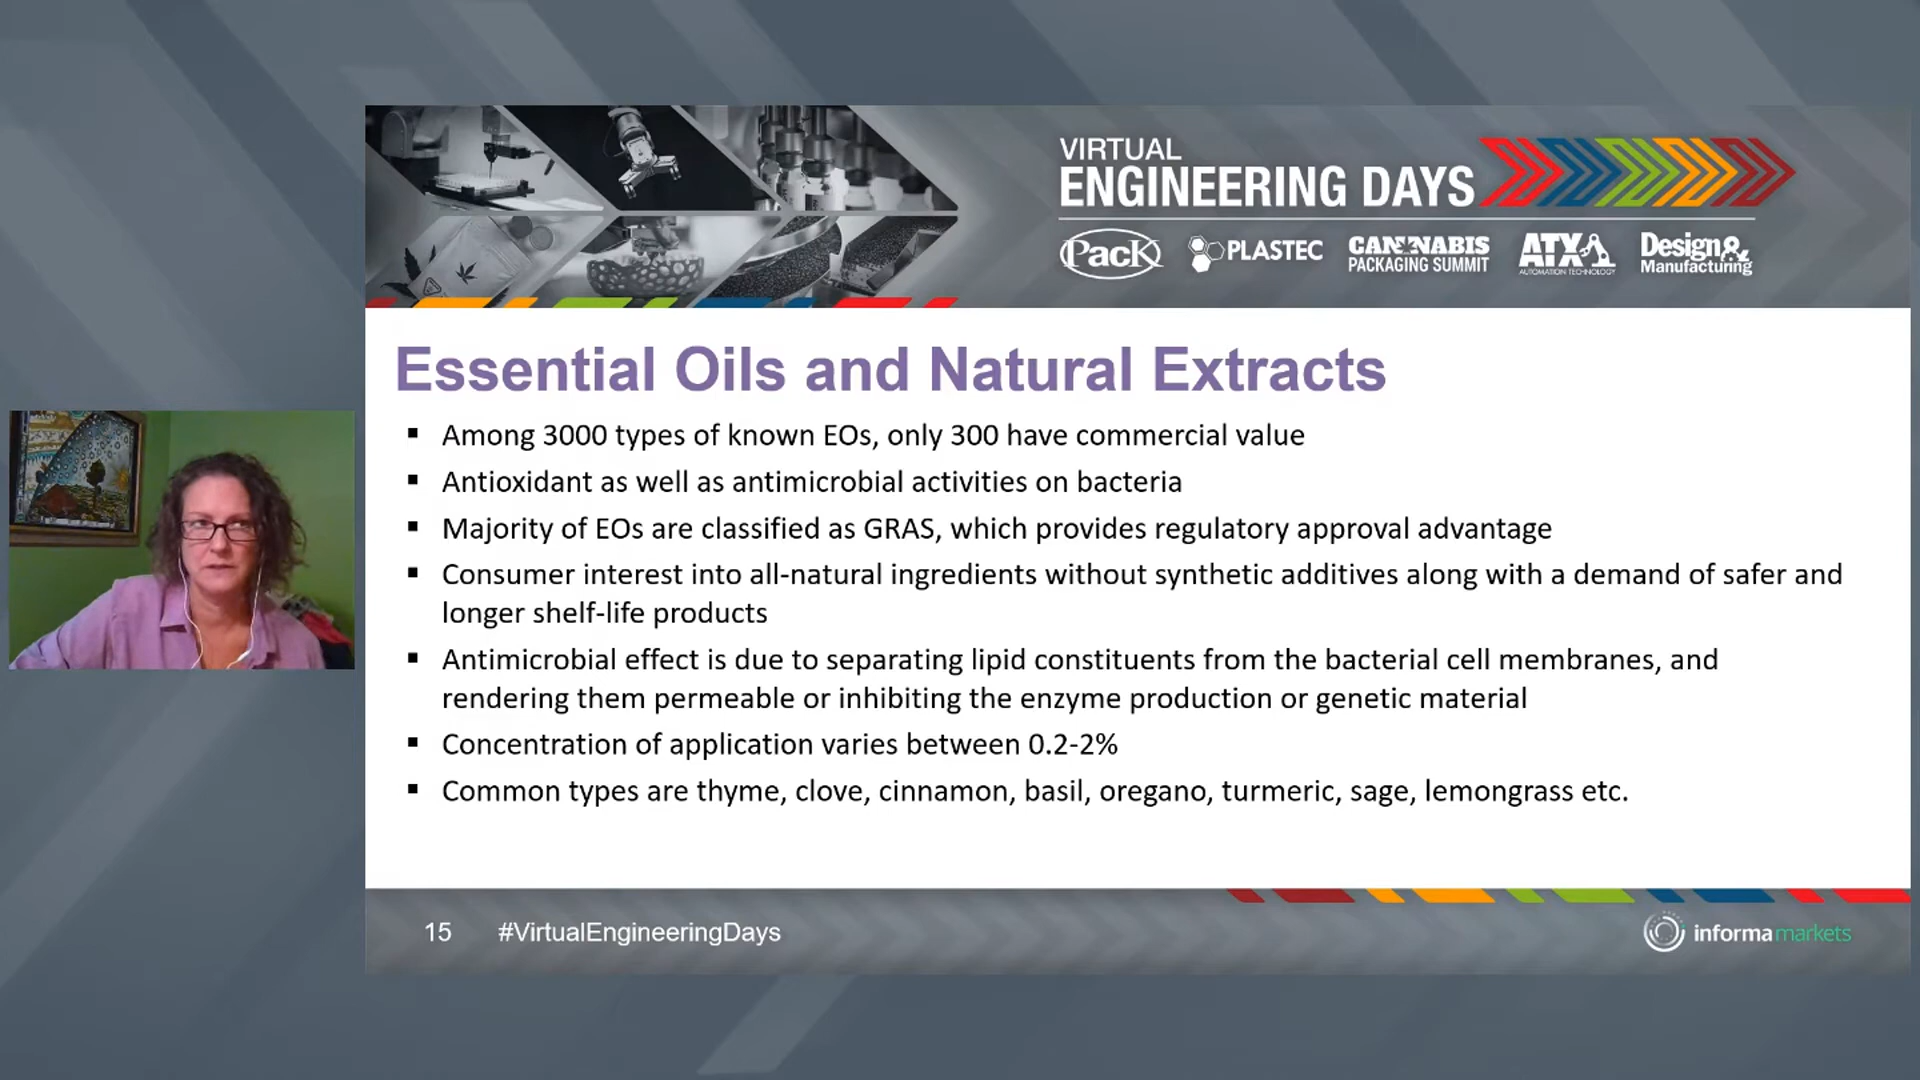 VIRTUAL
ENGINEERING DAYS
PacK
PLASTEC
CANNABIS
PACKAGING SUMMIT
ATX
AUTOMATION TECHNOLOGY
Design&
Manufacturing
Essential Oils and Natural Extracts
▪ Among 3000 types of known EOs, only 300 have commercial value
▪ Antioxidant as well as antimicrobial activities on bacteria
▪ Majority of EOs are classified as GRAS, which provides regulatory approval advantage
▪ Consumer interest into all-natural ingredients without synthetic additives along with a demand of safer and
longer shelf-life products
▪ Antimicrobial effect is due to separating lipid constituents from the bacterial cell membranes, and
rendering them permeable or inhibiting the enzyme production or genetic material
▪ Concentration of application varies between 0.2-2%
▪ Common types are thyme, clove, cinnamon, basil, oregano, turmeric, sage, lemongrass etc.
15 #VirtualEngineeringDays
informa markets